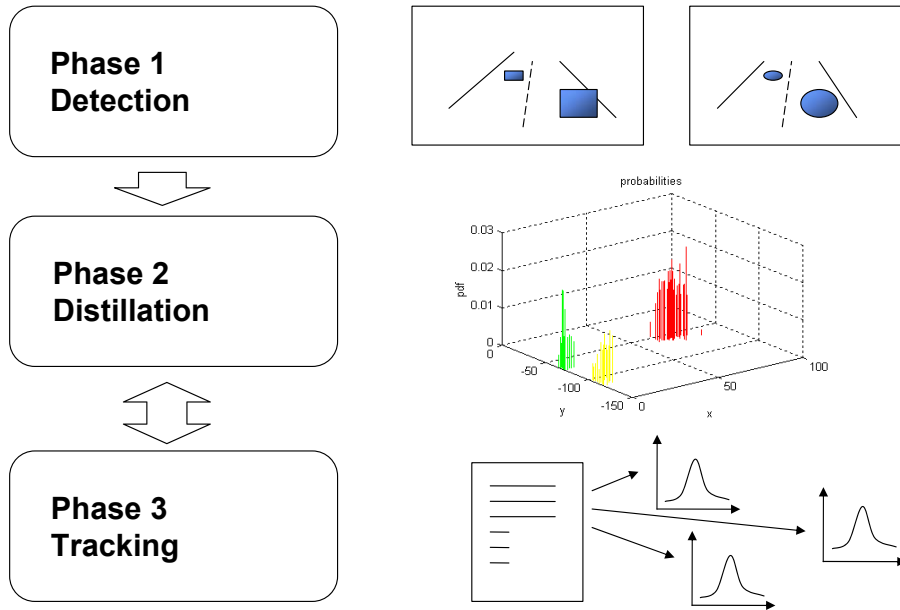 Phase 1
Detection
probabilities
0.03
0.02
0.01
0
pdf
0
-50
-100
-150
y
0
50
100
x
Phase 2
Distillation
Phase 3
Tracking